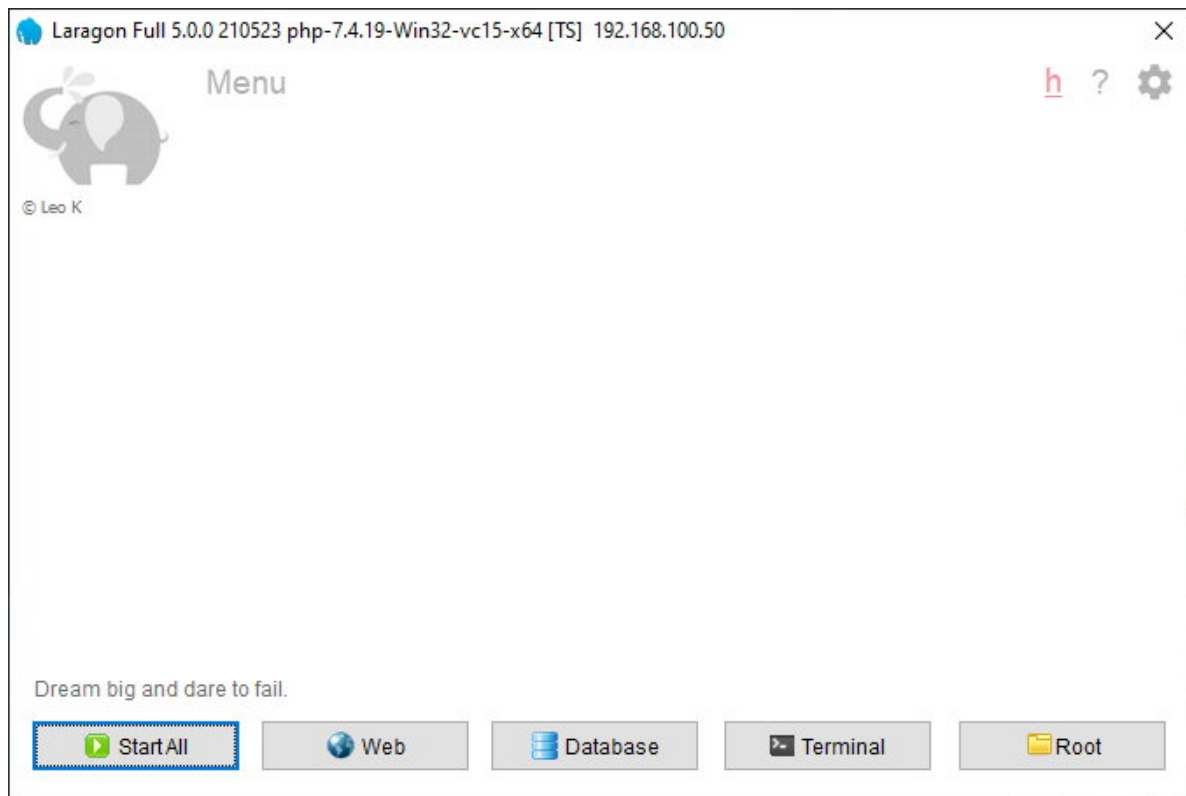 Laragon Full 5.0.0 210523 php-7.4.19-Win32-vc15-x64 [TS] 192.168.100.50
Menu
h ?
© Leo K
Dream big and dare to fail.
Start All Web Database Terminal Root